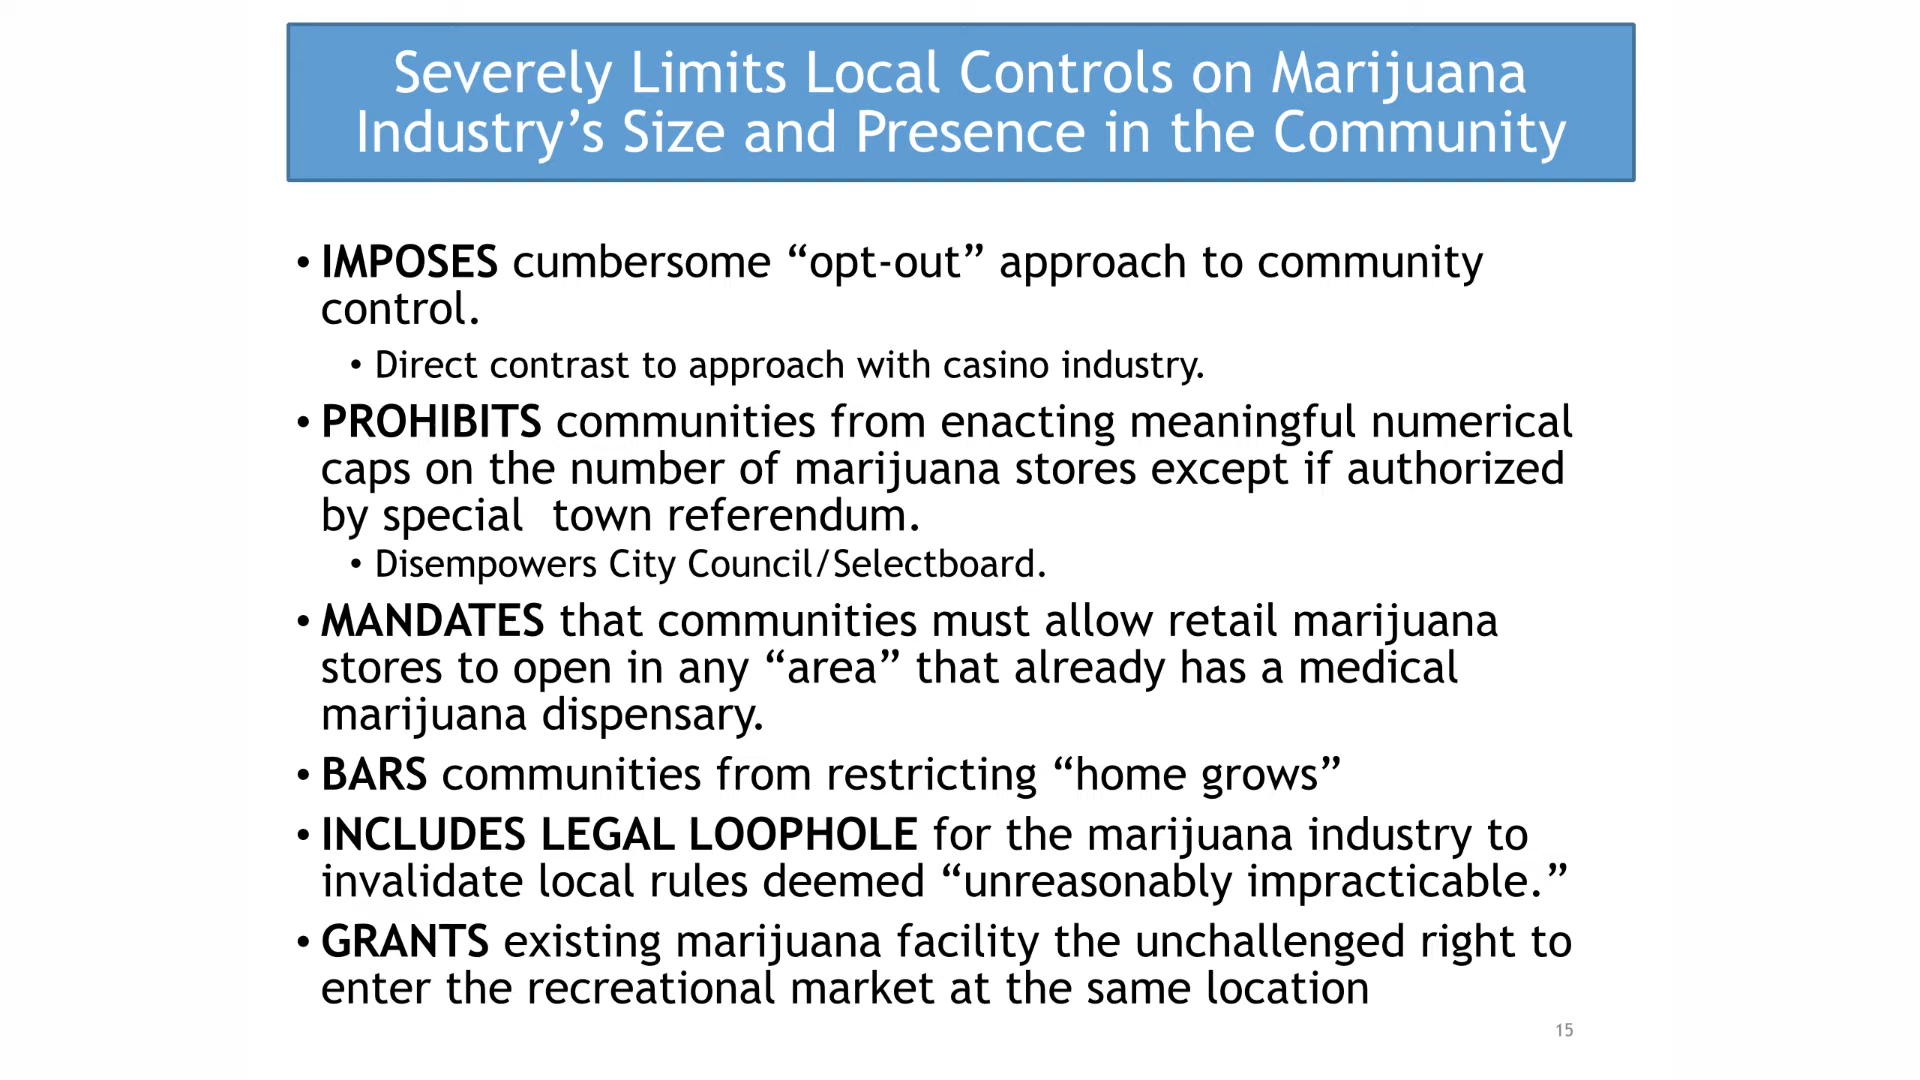 Severely Limits Local Controls on Marijuana
Industry’s Size and Presence in the Community
• IMPOSES cumbersome “opt-out” approach to community
control.
• Direct contrast to approach with casino industry.
• PROHIBITS communities from enacting meaningful numerical
caps on the number of marijuana stores except if authorized
by special  town referendum.
• Disempowers City Council/Selectboard.
• MANDATES that communities must allow retail marijuana
stores to open in any “area” that already has a medical
marijuana dispensary.
• BARS communities from restricting “home grows”
• INCLUDES LEGAL LOOPHOLE for the marijuana industry to
invalidate local rules deemed “unreasonably impracticable.”
• GRANTS existing marijuana facility the unchallenged right to
enter the recreational market at the same location
15